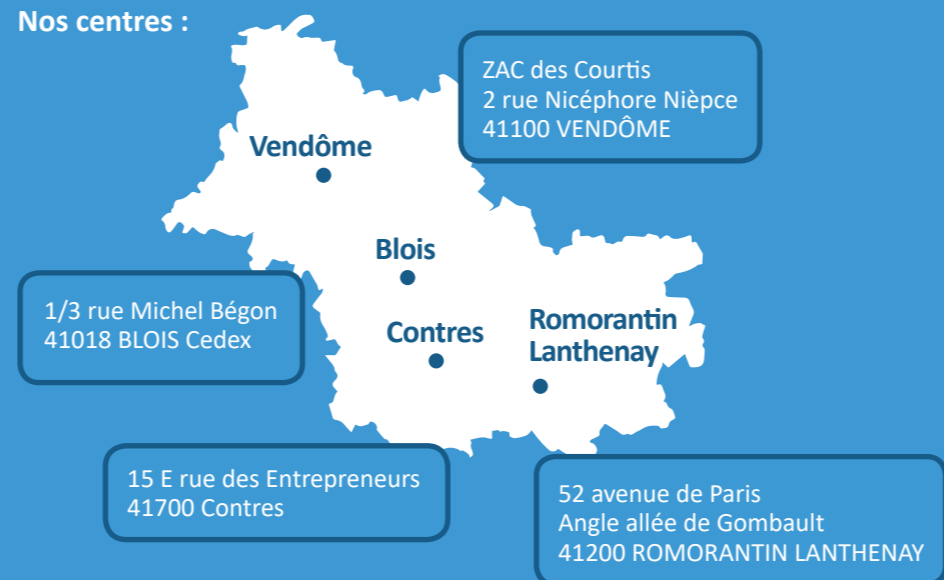 Nos centres :
ZAC des Courtis
2 rue Nicéphore Nièpce
41100 VENDÔME
Vendôme
Blois
1/3 rue Michel Bégon
41018 BLOIS Cedex
Contres
Romorantin
Lanthenay
15 E rue des Entrepreneurs
41700 Contres
52 avenue de Paris
Angle allée de Gombault
41200 ROMORANTIN LANTHENAY